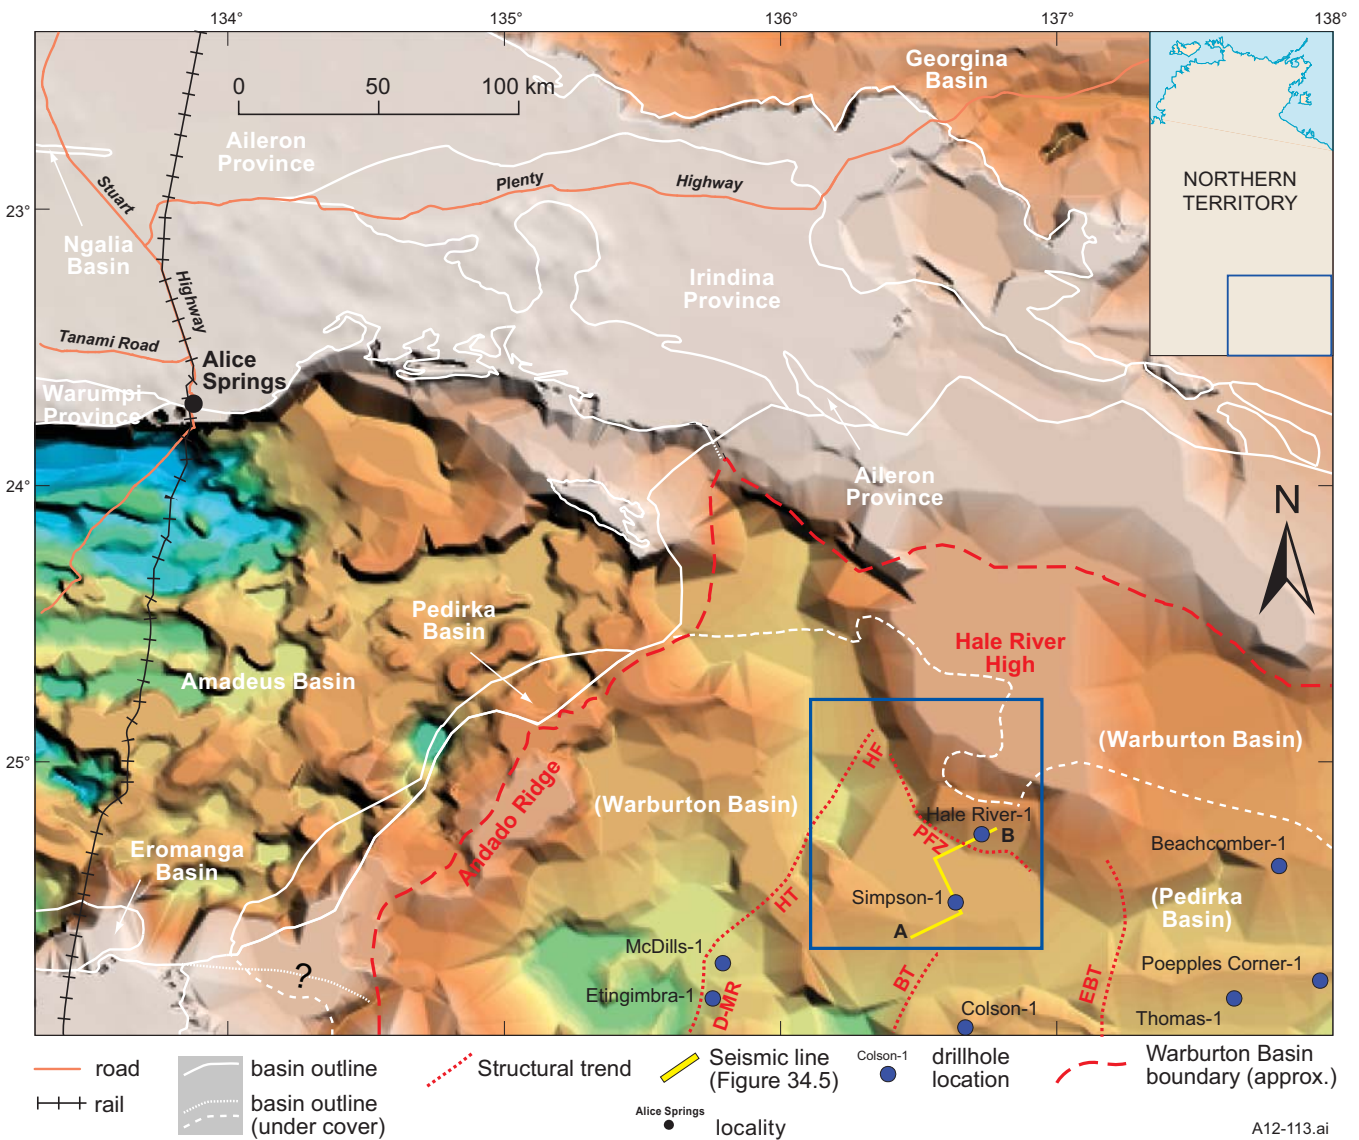 134°
135°
136°
137°
138°
Georgina
Basin
0
50
100 km
Aileron
Province
NORTHERN
TERRITORY
Stuart
Plenty
Highway
23°
Ngalia
Basin
Highway
Irindina
Province
Tanami Road
Alice
Springs
Warumpi
Province
24°
Aileron
Province
N
Pedirka
Basin
Hale River
High
Amadeus Basin
(Warburton Basin)
25°
HF
(Warburton Basin)
Andado Ridge
Hale River-1
B
PFZ
Beachcomber-1
Eromanga
Basin
HT
Simpson-1
(Pedirka
Basin)
A
McDills-1
?
Etingimbra-1
D-MR
BT
EBT
Poepples Corner-1
Colson-1
Thomas-1
road
rail
basin outline
basin outline
(under cover)
Structural trend
Seismic line
(Figure 34.5)
Colson-1
drillhole
location
Warburton Basin
boundary (approx.)
Alice Springs
locality
A12-113.ai